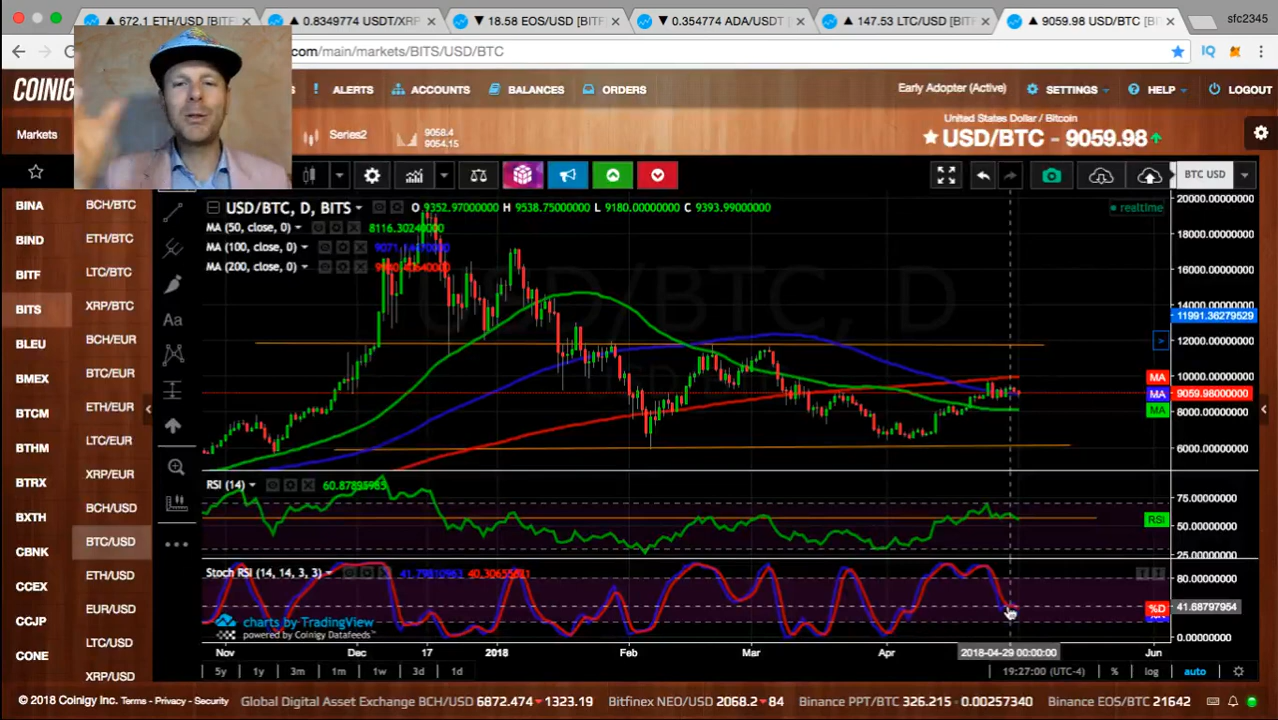 ▲ 672.1 ETH/USD [BITF
▲ 0.8349774 USDT/XRP
▼ 18.58 EOS/USD [BITF
▼ 0.354774 ADA/USDT [
▲ 147.53 LTC/USD [BITF
▲ 9059.98 USD/BTC [B
sfc2345
com/main/markets/BITS/USD/BTC
COINIG
ALERTS
ACCOUNTS
BALANCES
ORDERS
Early Adopter (Active)
SETTINGS
HELP
LOGOUT
Markets
Series2
9058.4
9054.15
United States Dollar / Bitcoin
USD/BTC - 9059.98
BTC USD
BINA
BIND
BITF
BITS
BLEU
BMEX
BTCM
BTHM
BTRX
BXTH
CBNK
CCEX
CCJP
CONE
BCH/BTC
ETH/BTC
LTC/BTC
XRP/BTC
BCH/EUR
BTC/EUR
ETH/EUR
LTC/EUR
XRP/EUR
BCH/USD
BTC/USD
ETH/USD
EUR/USD
LTC/USD
XRP/USD
Aa
USD/BTC, D, BITS
O 9352.97000000 H 9538.75000000 L 9180.00000000 C 9393.99000000
realtime
MA (50, close, 0) 8116.30240000
MA (100, close, 0)
MA (200, close, 0)
USD/BTC, D
20000.00000000
18000.00000000
16000.00000000
14000.00000000
11991.36279529
10000.00000000
9059.98000000
8000.00000000
6000.00000000
MA
MA
MA
RSI (14) 60.87895985
75.00000000
RSI
50.00000000
25.00000000
Stoch RSI (14, 14, 3, 3)
80.00000000
%D
41.68797954
0.00000000
charts by TradingView
powered by Coinigy Datafeeds™
Nov
Dec
17
2018
Feb
Mar
Apr
2018-04-29 00:00:00
Jun
5y
1y
3m
1m
1w
3d
1d
19:27:00 (UTC-4)
%
log
auto
© 2018 Coinigy Inc. Terms - Privacy - Security
Global Digital Asset Exchange BCH/USD 6872.474 1323.19
Bitfinex NEO/USD 2068.2 84
Binance PPT/BTC 326.215 0.00257340
Binance EOS/BTC 21642